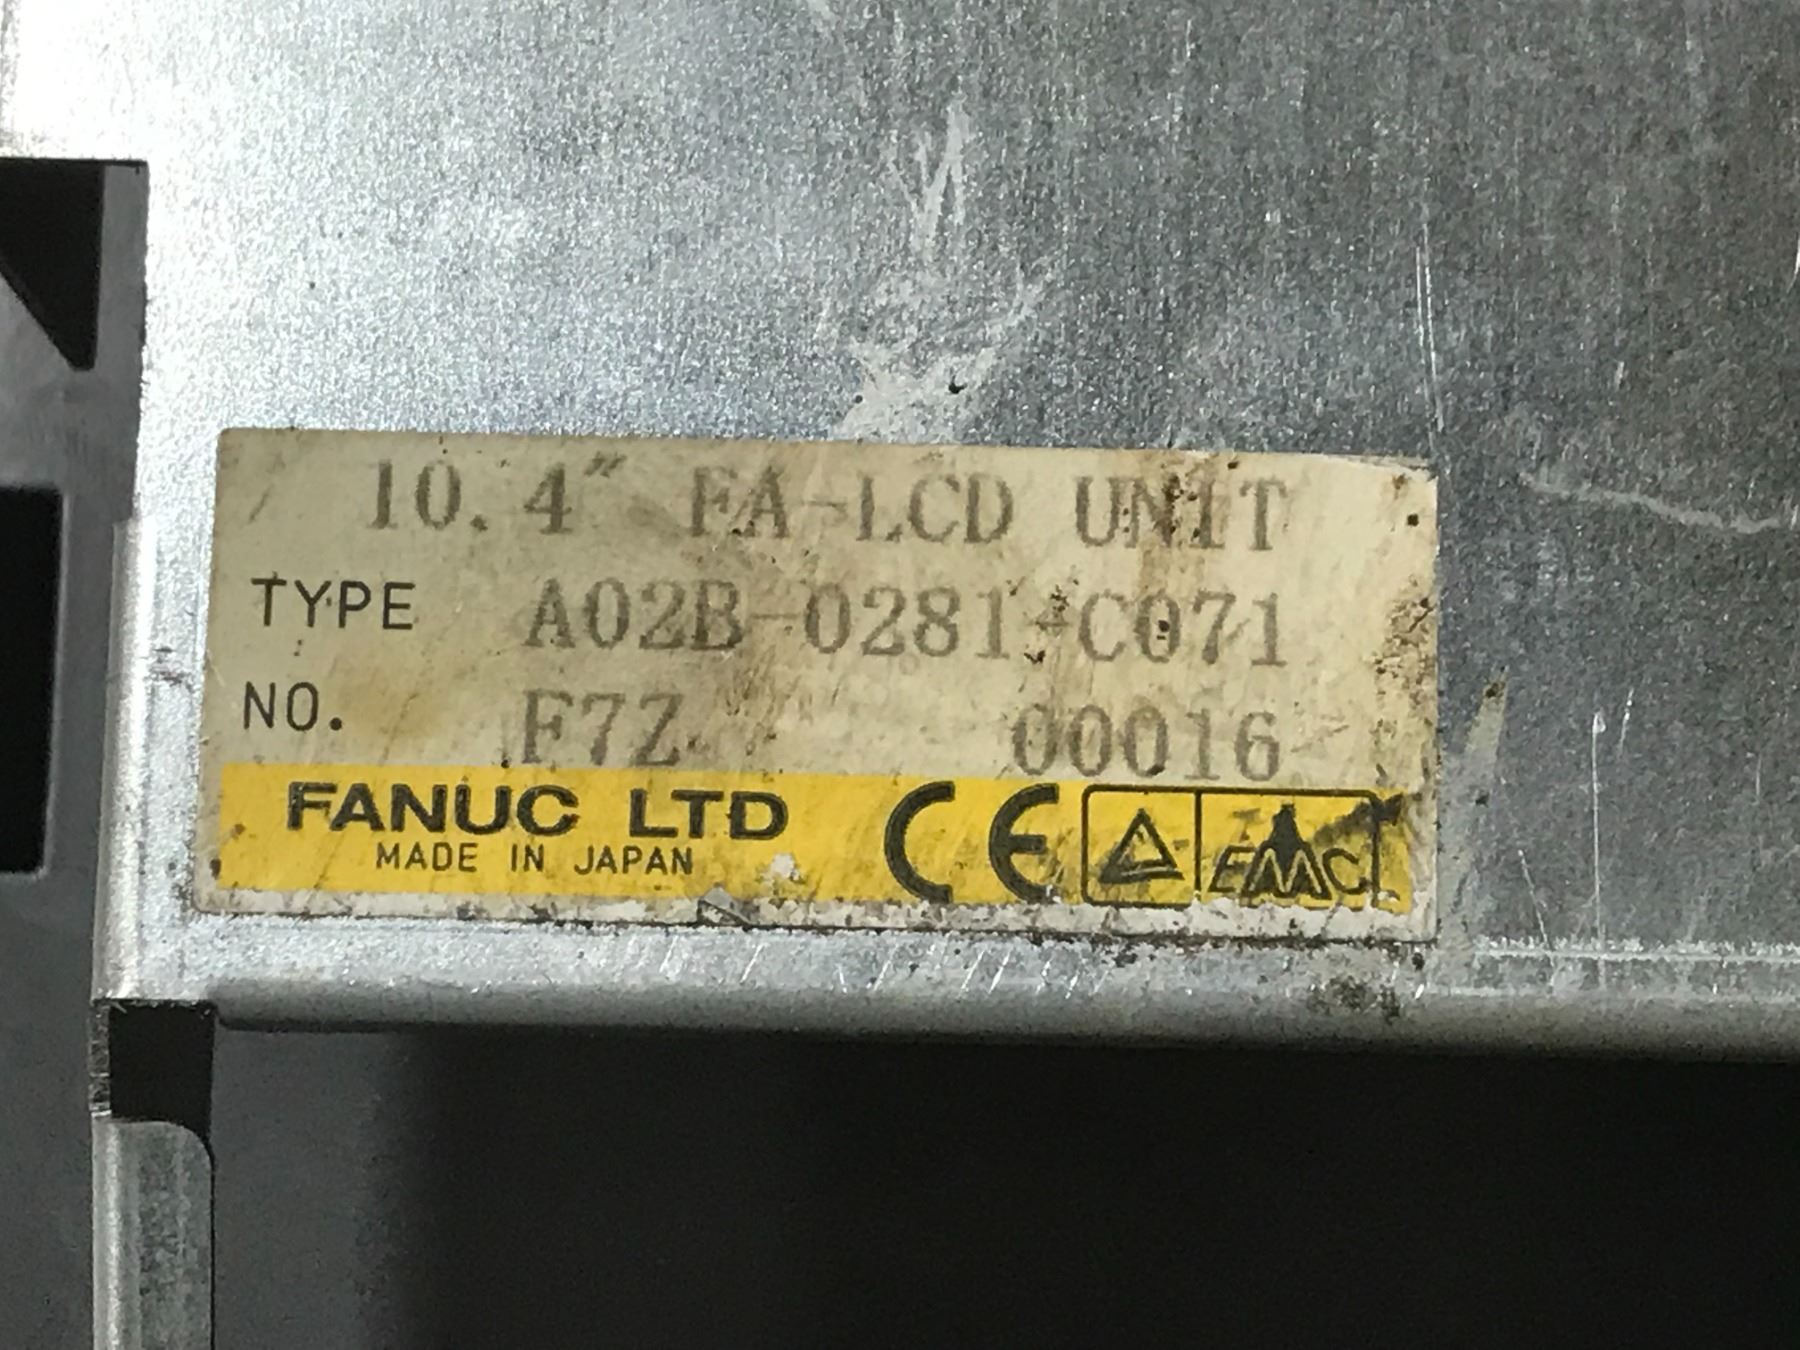 10.4" FA-LCD UNIT
TYPE A02B-0281-C071
NO. F7Z 00016
FANUC LTD
MADE IN JAPAN
CE
EMC